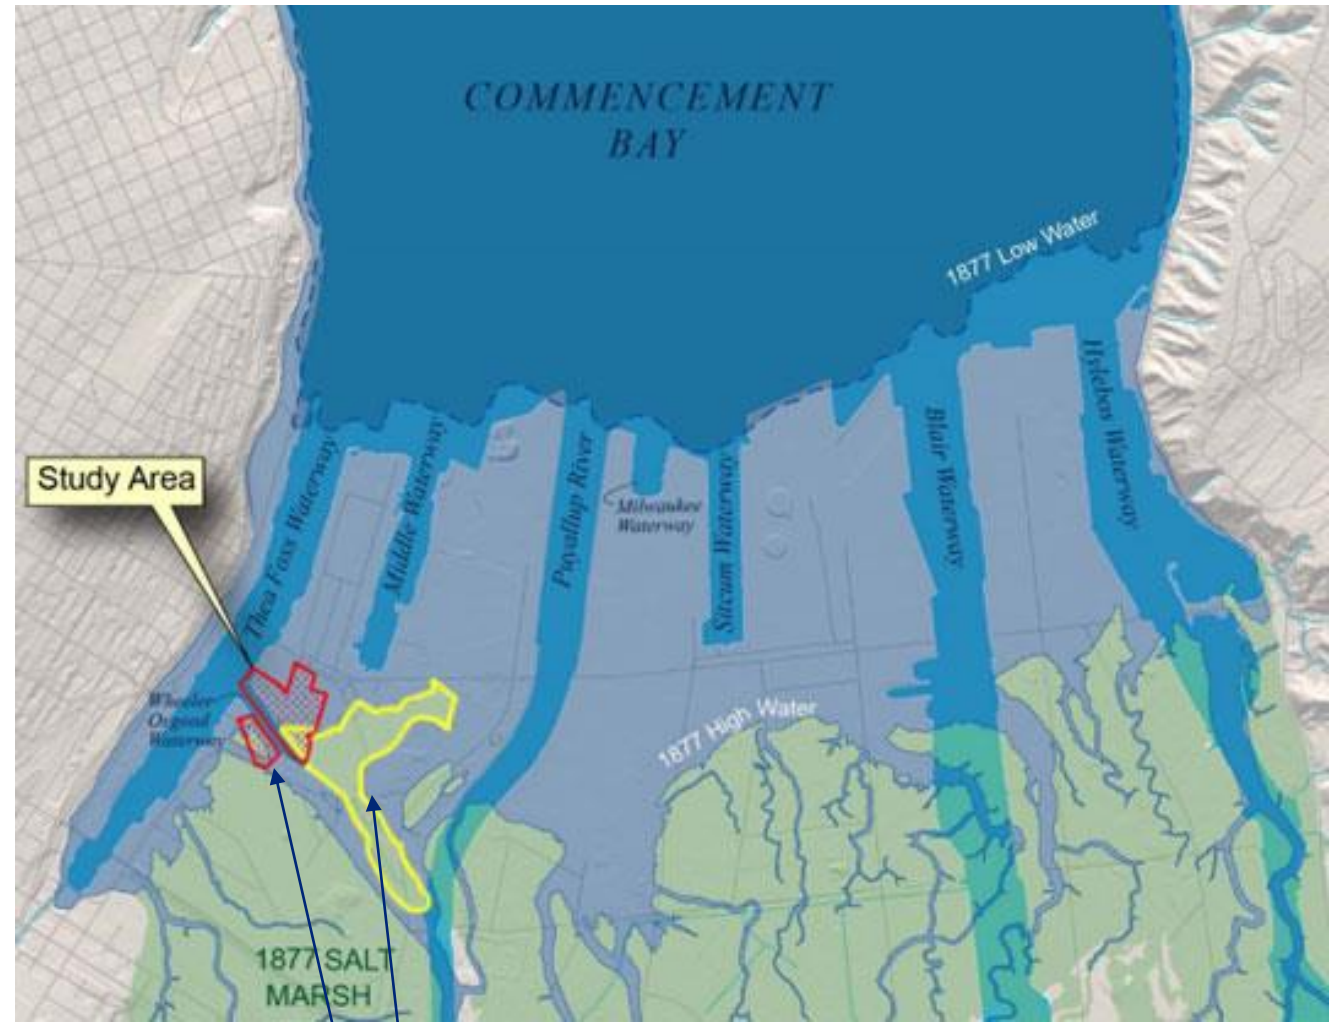 COMMENCEMENT
BAY
1877 Low Water
Study Area
Thea Foss Waterway
Middle Waterway
Puyallup River
Milwaukee
Waterway
Sitcum Waterway
Blair Waterway
Hylebos Waterway
Wheeler-
Osgood
Waterway
1877 High Water
1877 SALT
MARSH